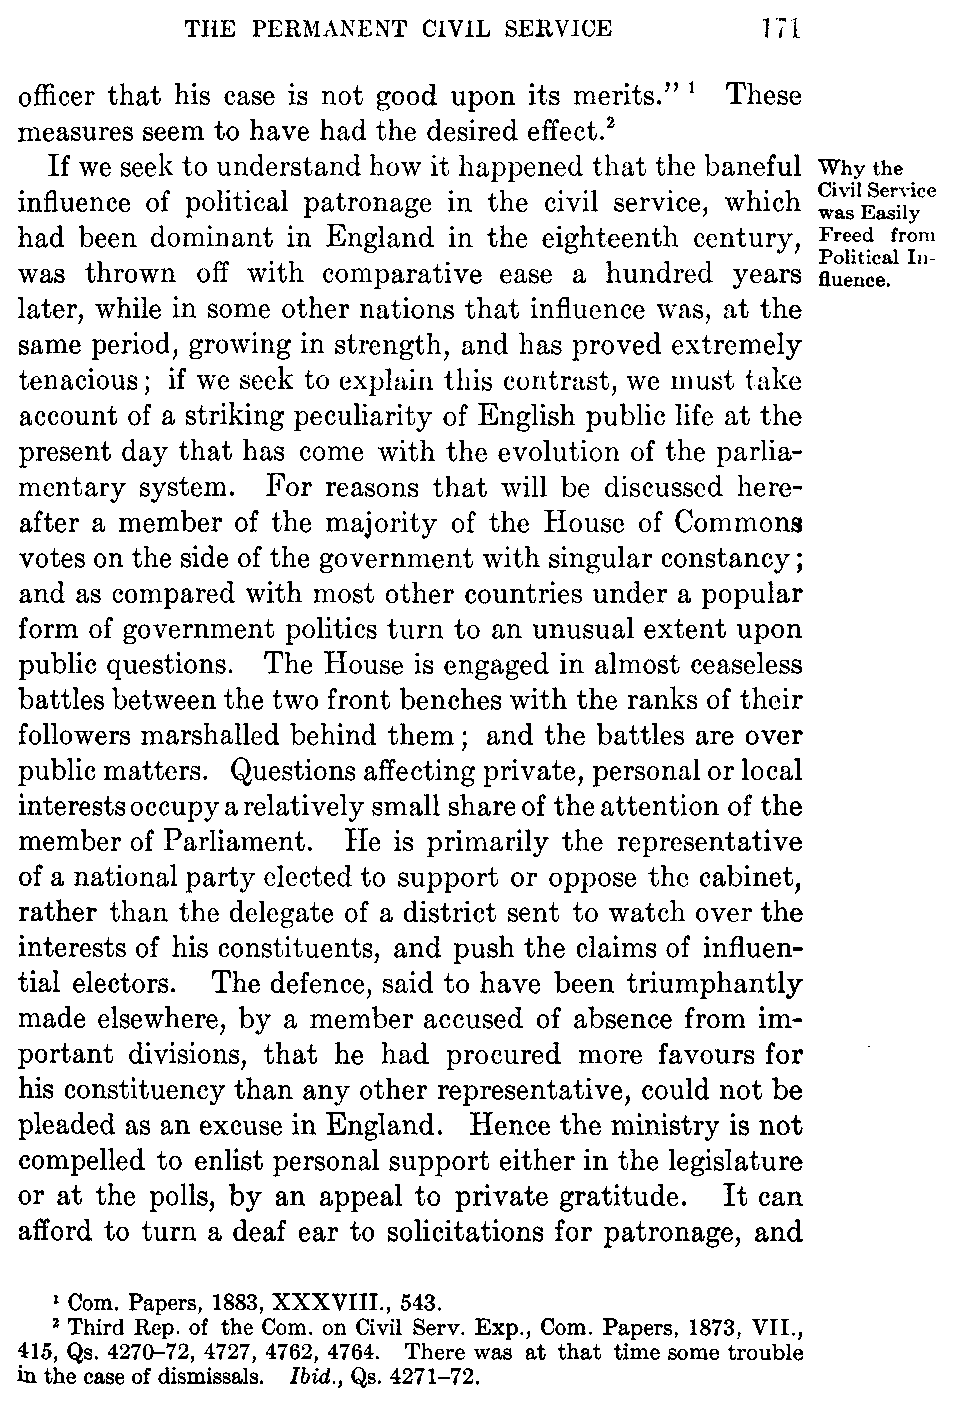 THE PERMANENT CIVIL SERVICE 171
officer that his case is not good upon its merits." ¹ These
measures seem to have had the desired effect.²
If we seek to understand how it happened that the baneful
influence of political patronage in the civil service, which
had been dominant in England in the eighteenth century,
was thrown off with comparative ease a hundred years
later, while in some other nations that influence was, at the
same period, growing in strength, and has proved extremely
tenacious; if we seek to explain this contrast, we must take
account of a striking peculiarity of English public life at the
present day that has come with the evolution of the parlia-
mentary system. For reasons that will be discussed here-
after a member of the majority of the House of Commons
votes on the side of the government with singular constancy;
and as compared with most other countries under a popular
form of government politics turn to an unusual extent upon
public questions. The House is engaged in almost ceaseless
battles between the two front benches with the ranks of their
followers marshalled behind them; and the battles are over
public matters. Questions affecting private, personal or local
interests occupy a relatively small share of the attention of the
member of Parliament. He is primarily the representative
of a national party elected to support or oppose the cabinet,
rather than the delegate of a district sent to watch over the
interests of his constituents, and push the claims of influen-
tial electors. The defence, said to have been triumphantly
made elsewhere, by a member accused of absence from im-
portant divisions, that he had procured more favours for
his constituency than any other representative, could not be
pleaded as an excuse in England. Hence the ministry is not
compelled to enlist personal support either in the legislature
or at the polls, by an appeal to private gratitude. It can
afford to turn a deaf ear to solicitations for patronage, and
Why the
Civil Service
was Easily
Freed from
Political In-
fluence.
¹ Com. Papers, 1883, XXXVIII., 543.
² Third Rep. of the Com. on Civil Serv. Exp., Com. Papers, 1873, VII.,
415, Qs. 4270–72, 4727, 4762, 4764. There was at that time some trouble
in the case of dismissals. Ibid., Qs. 4271–72.